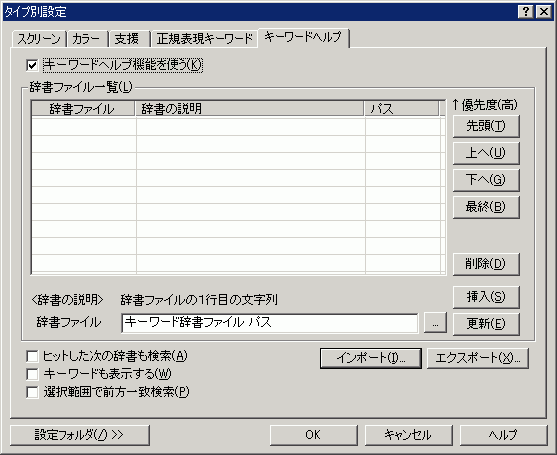 タイプ別設定
スクリーン カラー 支援 正規表現キーワード キーワードヘルプ
キーワードヘルプ機能を使う(K)
辞書ファイル一覧(L)
辞書ファイル 辞書の説明 パス
↑優先度(高)
先頭(T)
上へ(U)
下へ(G)
最終(B)
削除(D)
挿入(S)
更新(E)
<辞書の説明> 辞書ファイルの1行目の文字列
辞書ファイル キーワード辞書ファイル パス ...
ヒットした次の辞書も検索(A)
キーワードも表示する(W)
選択範囲で前方一致検索(P)
インポート(I)... エクスポート(X)...
設定フォルダ(/) >> OK キャンセル ヘルプ